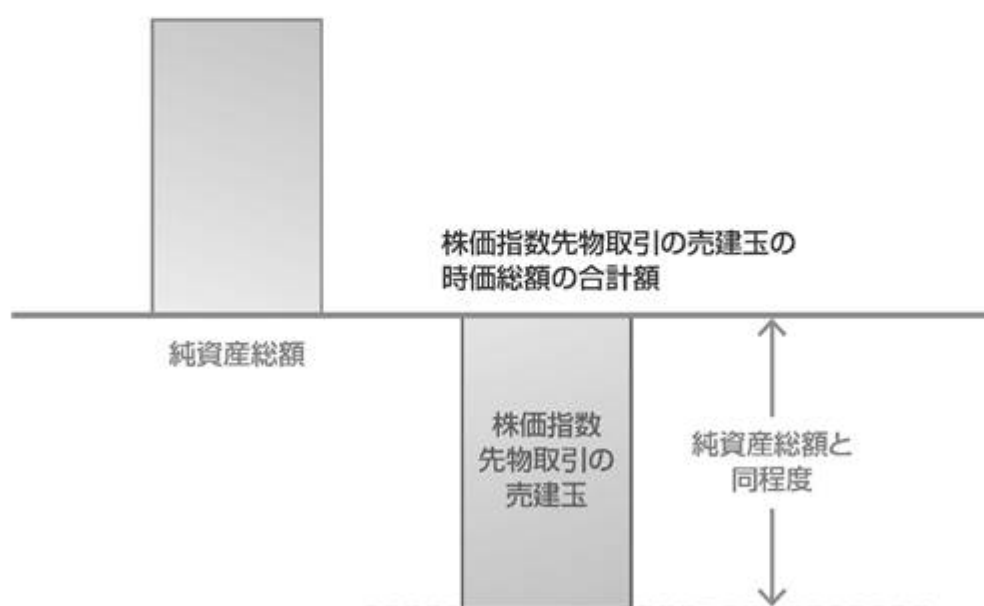 株価指数先物取引の売建玉の
時価総額の合計額
純資産総額
株価指数
先物取引の
売建玉
純資産総額と
同程度